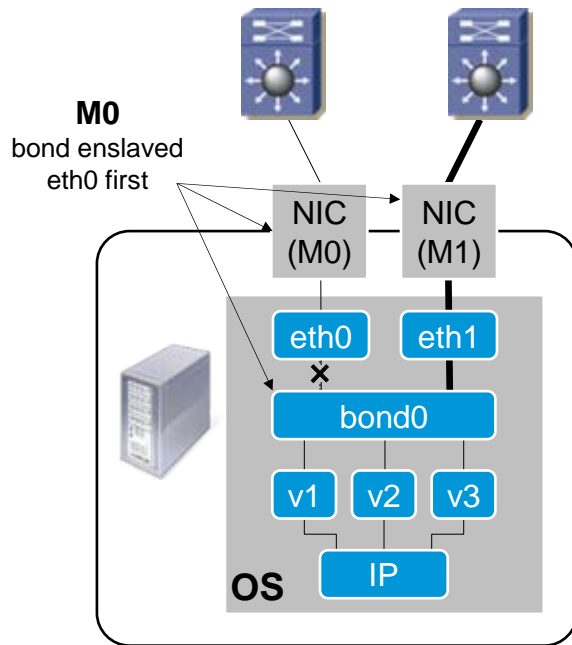 M0
bond enslaved
eth0 first
NIC
(M0)
NIC
(M1)
eth0
eth1
bond0
v1
v2
v3
IP
OS